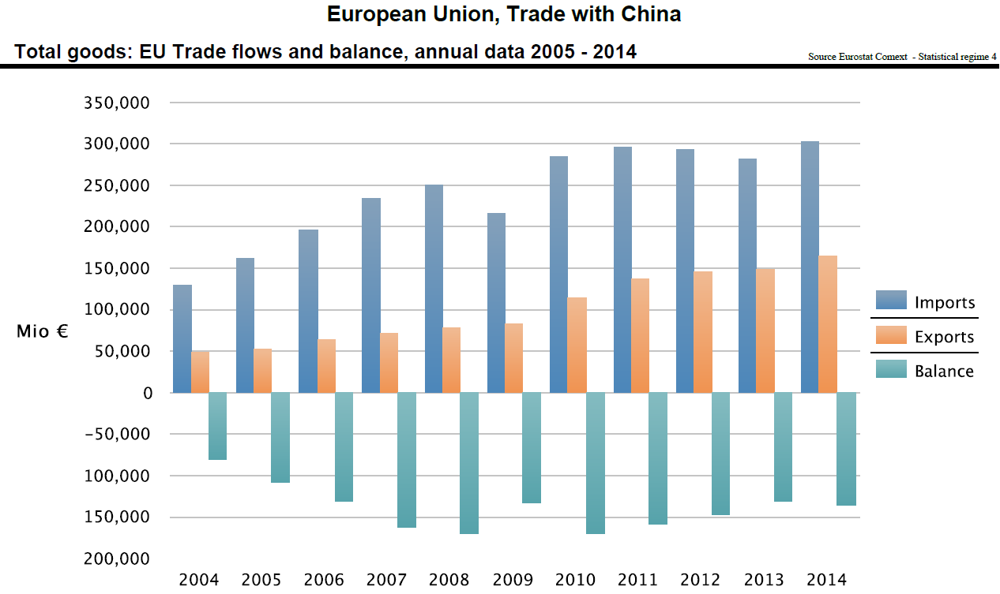 European Union, Trade with China
Total goods: EU Trade flows and balance, annual data 2005 - 2014
Source Eurostat Comext - Statistical regime 4
350,000
300,000
250,000
200,000
150,000
100,000
Mio €
50,000
0
−50,000
100,000
150,000
200,000
Imports
Exports
Balance
2004 2005 2006 2007 2008 2009 2010 2011 2012 2013 2014